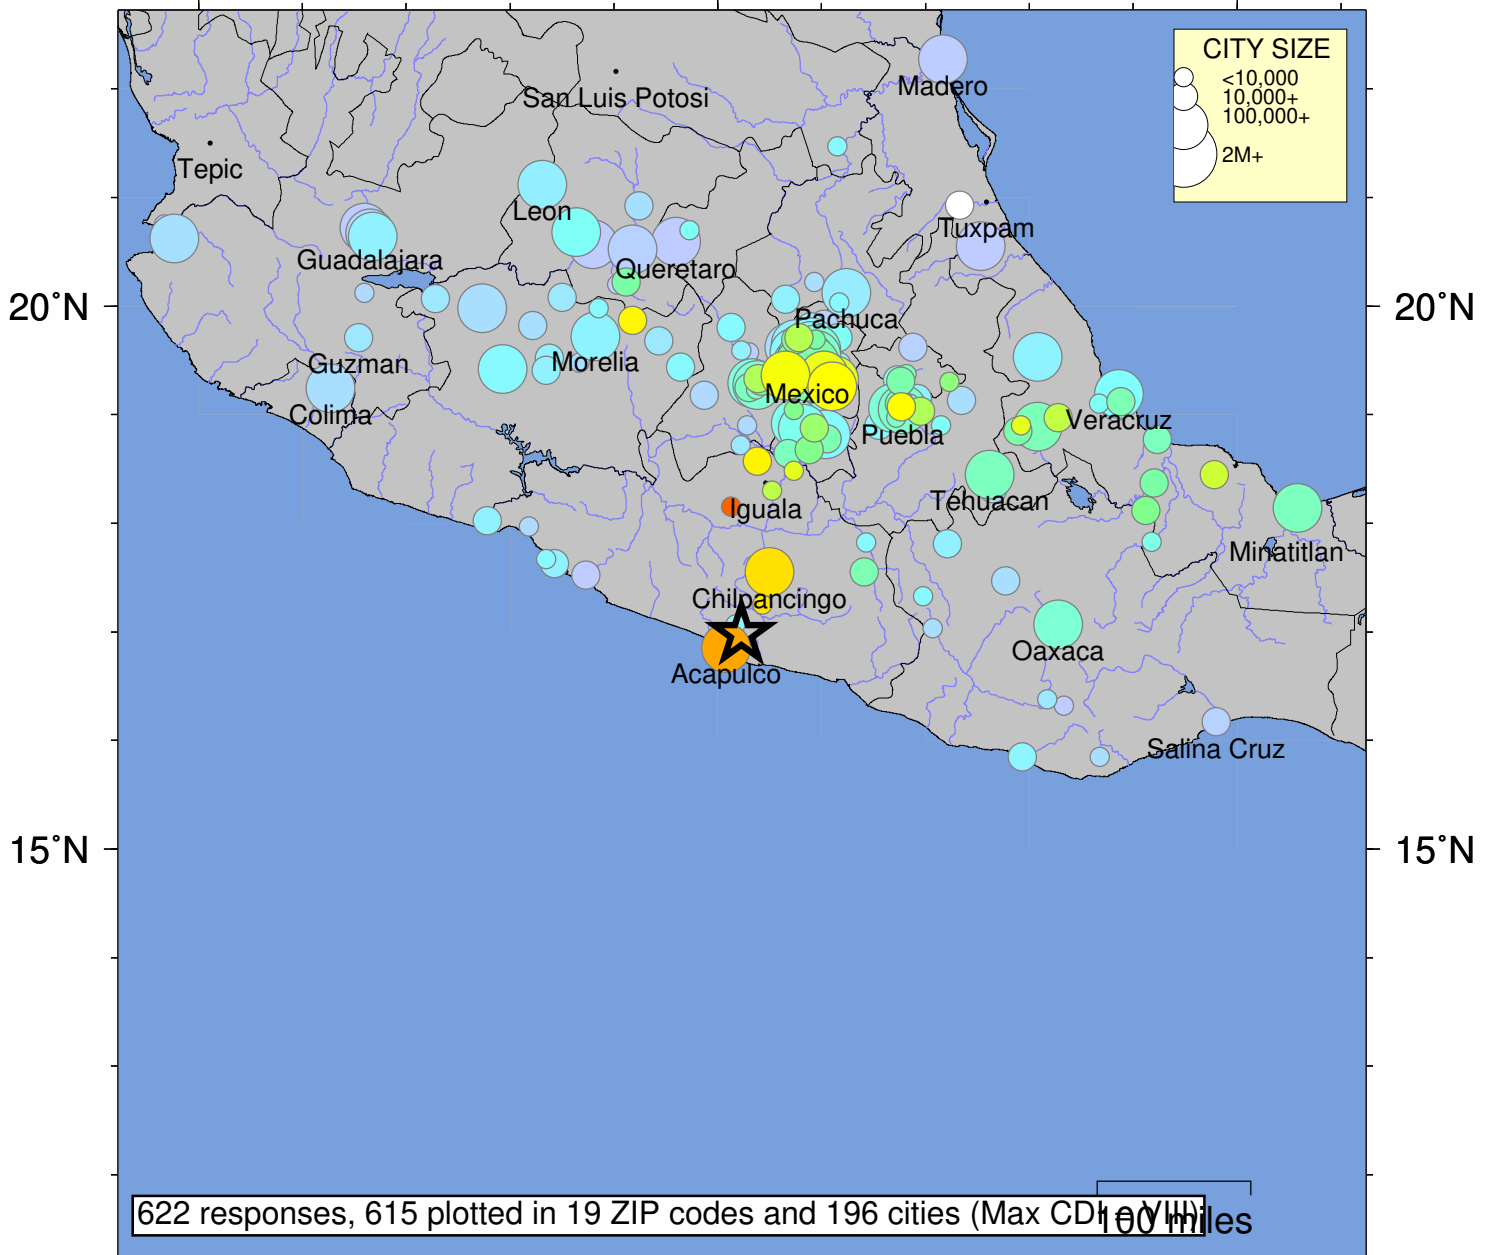 CITY SIZE
<10,000
10,000+
100,000+
2M+
Madero
San Luis Potosi
Tepic
Leon
Tuxpam
Guadalajara
Queretaro
20°N
20°N
Pachuca
Guzman
Morelia
Mexico
Colima
Puebla
Veracruz
Tehuacan
Iguala
Minatitlan
Chilpancingo
Oaxaca
Acapulco
Salina Cruz
15°N
15°N
622 responses, 615 plotted in 19 ZIP codes and 196 cities (Max CDI = VIII)
100 miles